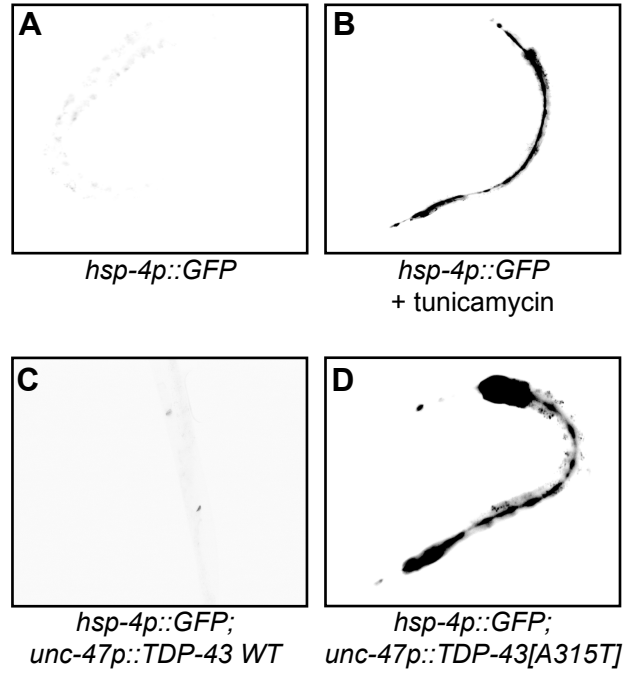 A
B
hsp-4p::GFP
hsp-4p::GFP
+ tunicamycin
C
D
hsp-4p::GFP;
unc-47p::TDP-43 WT
hsp-4p::GFP;
unc-47p::TDP-43[A315T]